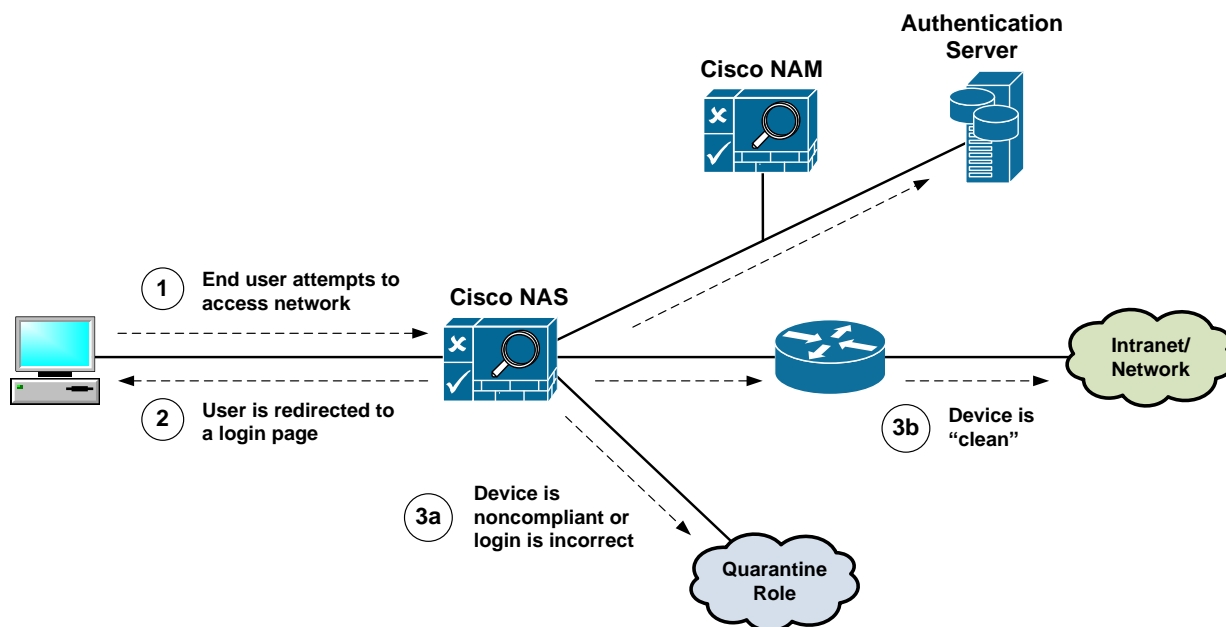 Authentication
Server
Cisco NAM
1
End user attempts to
access network
Cisco NAS
Intranet/
Network
2
User is redirected to
a login page
3b
Device is
“clean”
3a
Device is
noncompliant or
login is incorrect
Quarantine
Role